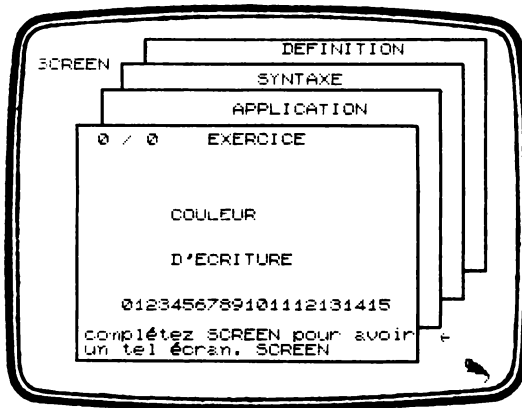 DEFINITION
SCREEN
SYNTAXE
APPLICATION
0 / 0 EXERCICE
COULEUR
D'ECRITURE
0123456789101112131415
complétez SCREEN pour avoir
un tel écran. SCREEN